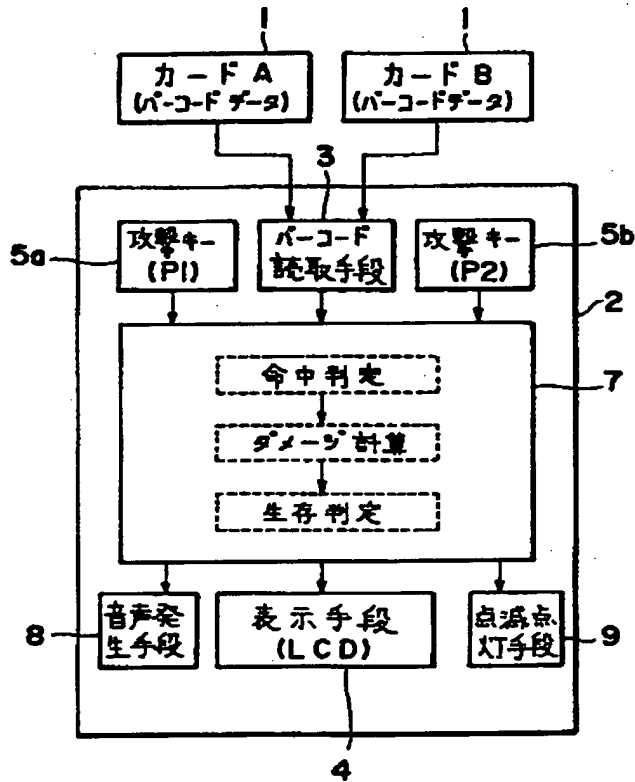 1
1
カード A
(バーコードデータ)
カード B
(バーコードデータ)
3
5a
攻撃キー
(P1)
バーコード
読取手段
攻撃キー
(P2)
5b
2
7
命中判定
ダメージ計算
生存判定
8
音声発
生手段
表示手段
(LCD)
点滅点
灯手段
9
4